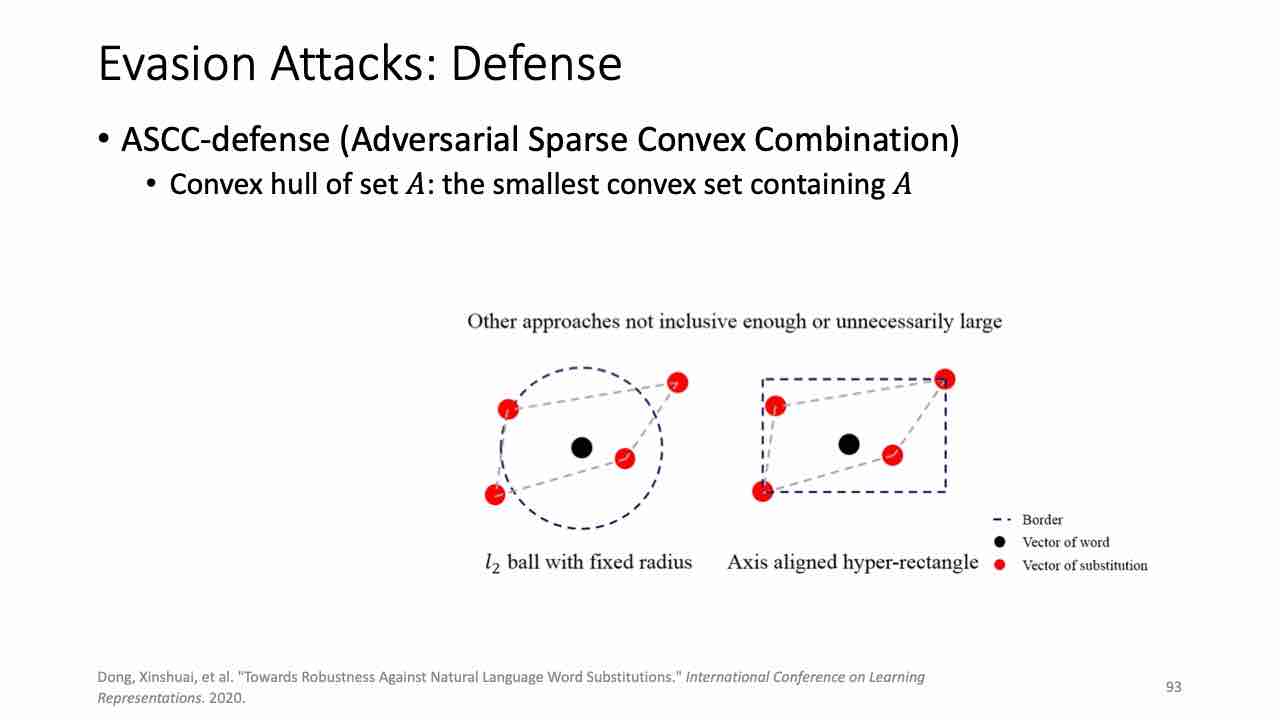 Evasion Attacks: Defense
• ASCC-defense (Adversarial Sparse Convex Combination)
• Convex hull of set A: the smallest convex set containing A
Other approaches not inclusive enough or unnecessarily large
l₂ ball with fixed radius
Axis aligned hyper-rectangle
Border
Vector of word
Vector of substitution
Dong, Xinshuai, et al. "Towards Robustness Against Natural Language Word Substitutions." International Conference on Learning
Representations. 2020.
93